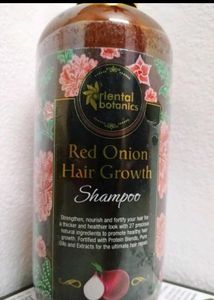 oriental
botanics
Red Onion
Hair Growth
Shampoo
Strengthen, nourish and fortify your hair for
a thicker and healthier look with 27 precious
natural ingredients to promote healthy hair
growth. Fortified with Protein Blends, Pure
Oils and Extracts for the ultimate hair repair.